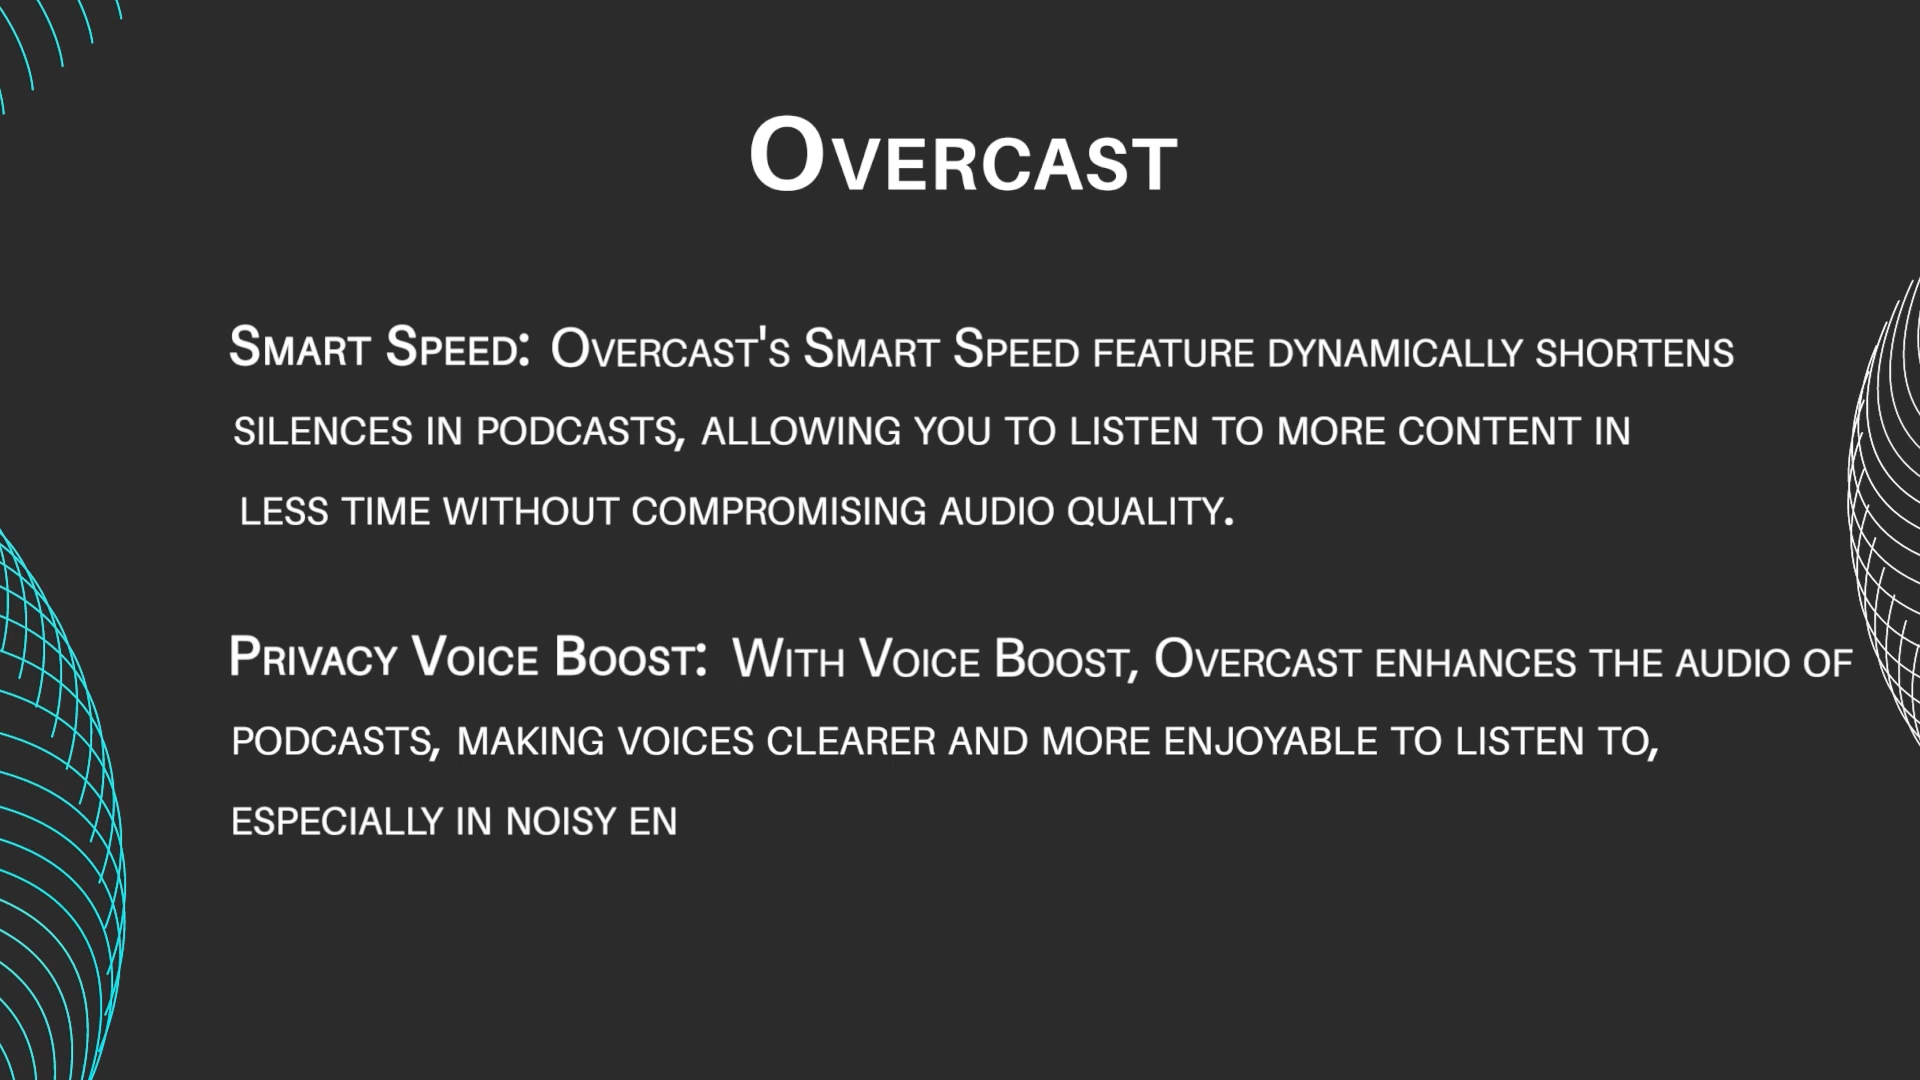 Overcast
Smart Speed: Overcast's Smart Speed feature dynamically shortens
silences in podcasts, allowing you to listen to more content in
less time without compromising audio quality.
Privacy Voice Boost: With Voice Boost, Overcast enhances the audio of
podcasts, making voices clearer and more enjoyable to listen to,
especially in noisy en